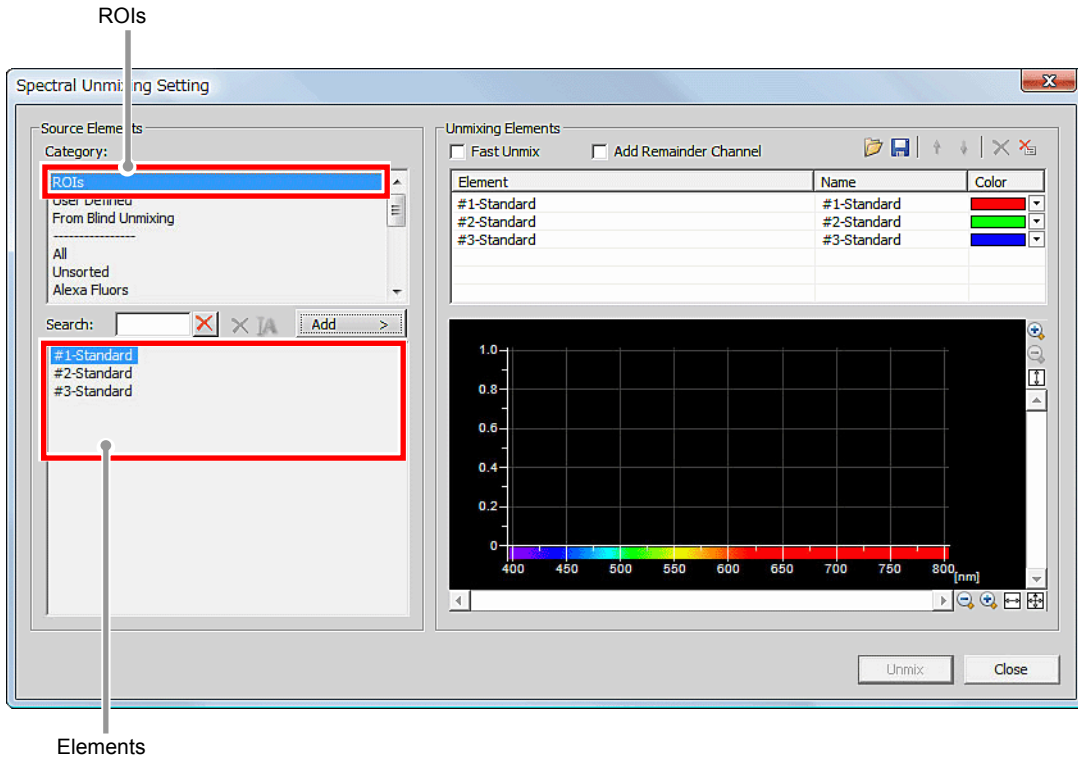 ROIs
Spectral Unmixing Setting
Source Elements
Category:
ROIs
User Defined
From Blind Unmixing
----------------
All
Unsorted
Alexa Fluors
Search:
Add >
#1-Standard
#2-Standard
#3-Standard
Unmixing Elements
Fast Unmix
Add Remainder Channel
Element Name Color
#1-Standard #1-Standard
#2-Standard #2-Standard
#3-Standard #3-Standard
1.0
0.8
0.6
0.4
0.2
0
400 450 500 550 600 650 700 750 800
[nm]
Unmix
Close
Elements